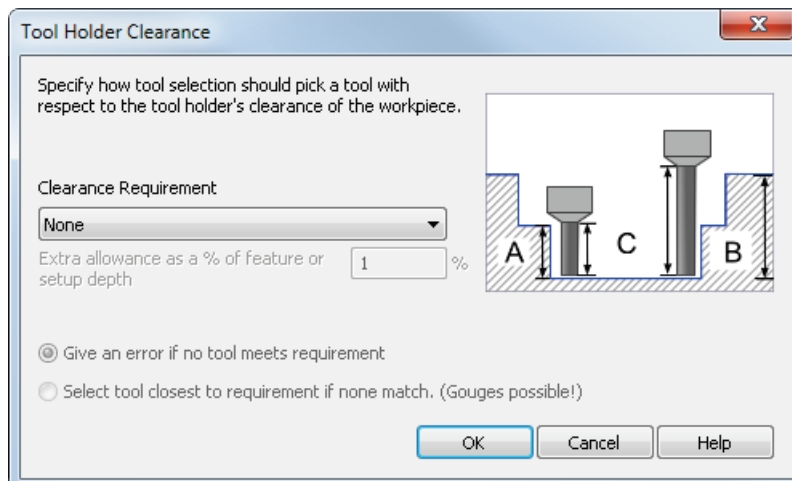 Tool Holder Clearance
Specify how tool selection should pick a tool with
respect to the tool holder's clearance of the workpiece.
Clearance Requirement
None
Extra allowance as a % of feature or
setup depth
1 %
A C B
Give an error if no tool meets requirement
Select tool closest to requirement if none match. (Gouges possible!)
OK Cancel Help